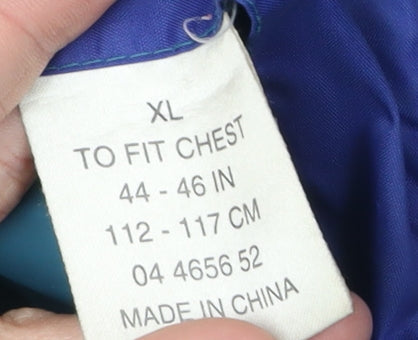 XL
TO FIT CHEST
44 - 46 IN
112 - 117 CM
04 4656 52
MADE IN CHINA